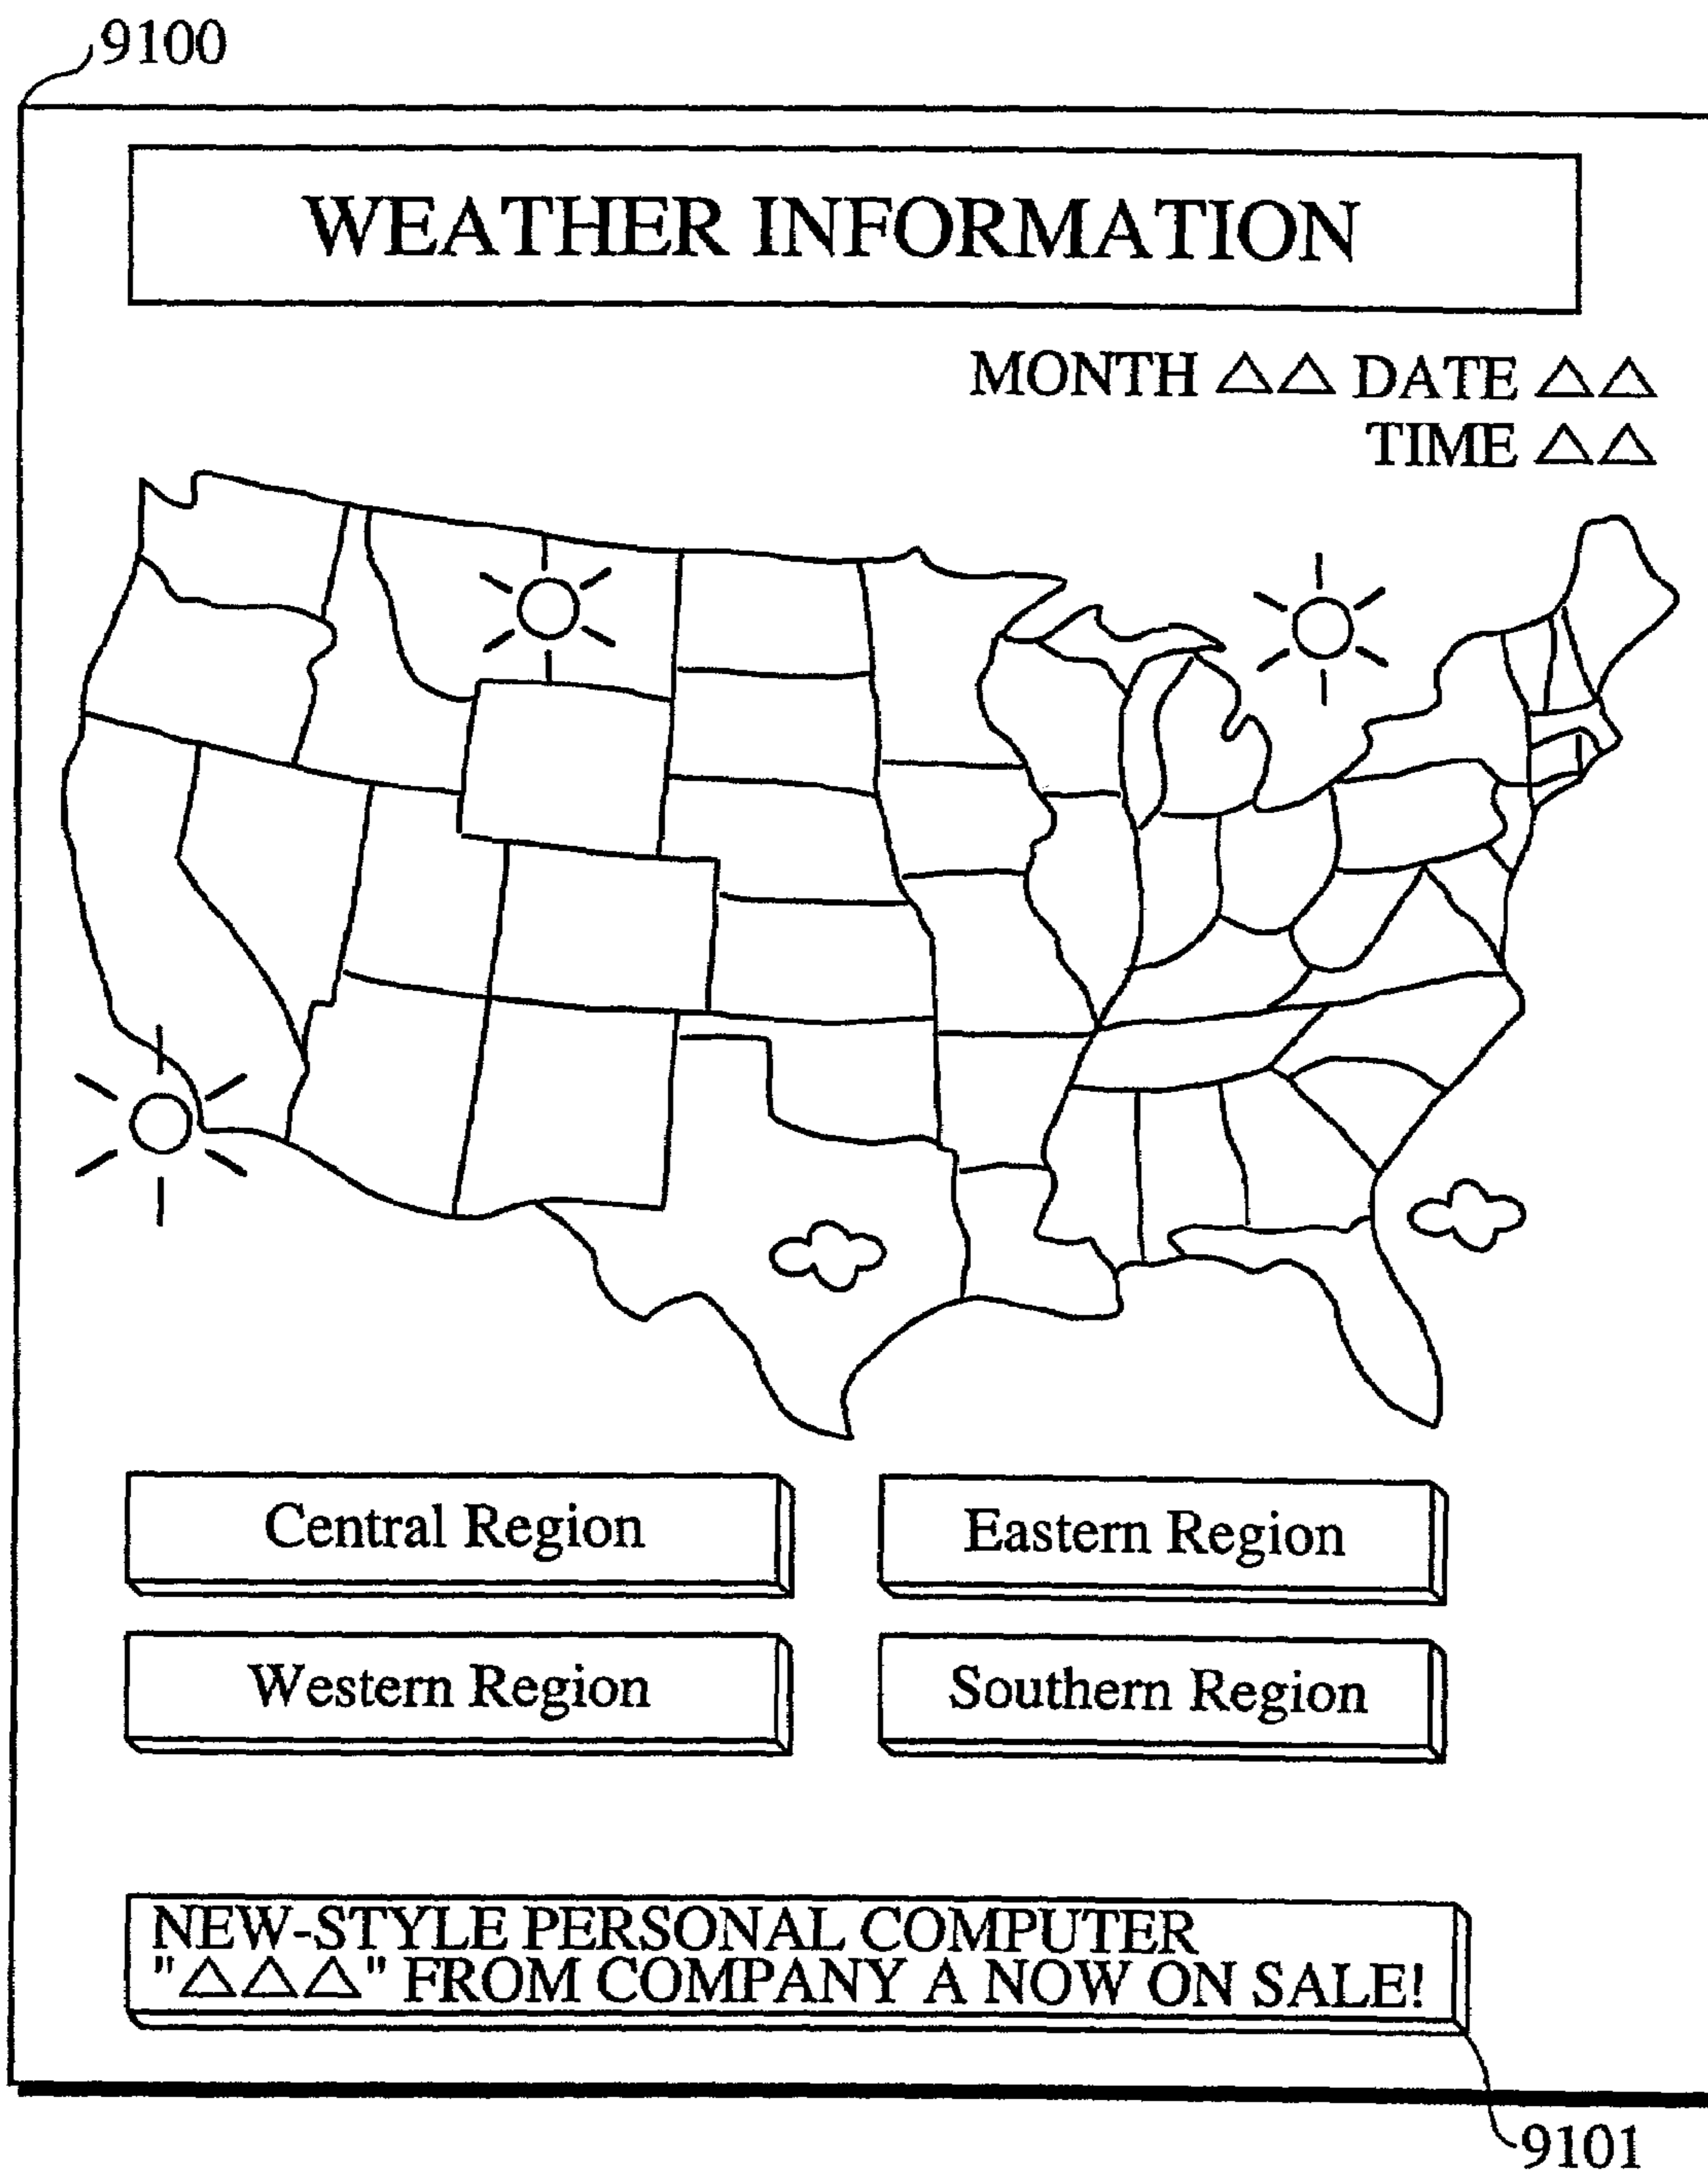 9100
WEATHER INFORMATION
MONTH △△ DATE △△
TIME △△
Central Region
Eastern Region
Western Region
Southern Region
NEW-STYLE PERSONAL COMPUTER
"△△△" FROM COMPANY A NOW ON SALE!
9101